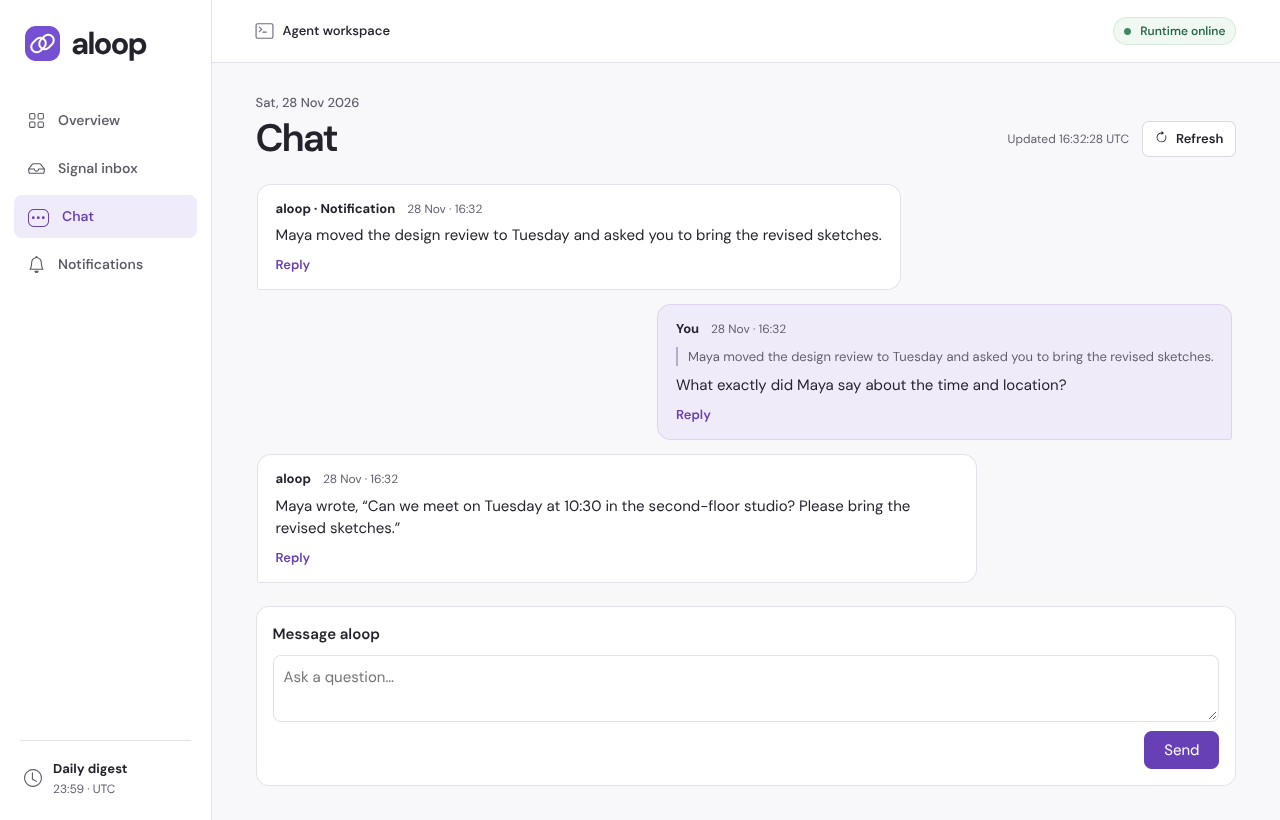 aloop
Overview
Signal inbox
Chat
Notifications
Daily digest
23:59 · UTC
Agent workspace
Runtime online
Sat, 28 Nov 2026
Chat
Updated 16:32:28 UTC
Refresh
aloop · Notification 28 Nov · 16:32
Maya moved the design review to Tuesday and asked you to bring the revised sketches.
Reply
You 28 Nov · 16:32
Maya moved the design review to Tuesday and asked you to bring the revised sketches.
What exactly did Maya say about the time and location?
Reply
aloop 28 Nov · 16:32
Maya wrote, “Can we meet on Tuesday at 10:30 in the second-floor studio? Please bring the
revised sketches.”
Reply
Message aloop
Ask a question…
Send